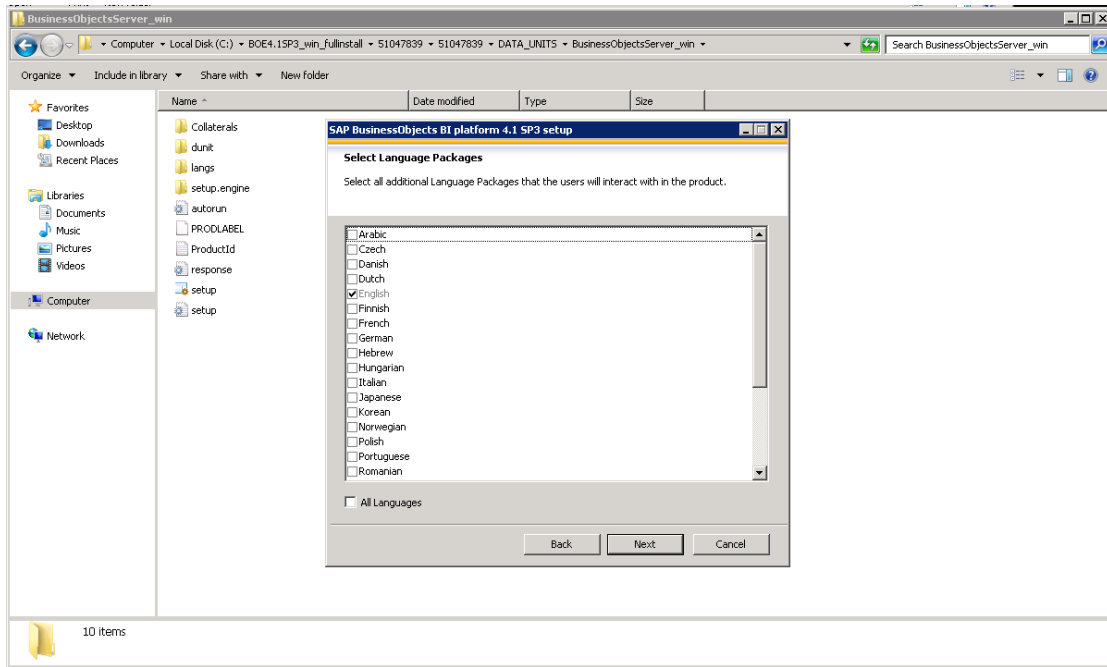 BusinessObjectsServer_win
Computer Local Disk (C:) BOE4.1SP3_win_fullinstall 51047839 51047839 DATA_UNITS BusinessObjectsServer_win
Search BusinessObjectsServer_win
Organize Include in library Share with New folder
Favorites
Desktop
Downloads
Recent Places
Libraries
Documents
Music
Pictures
Videos
Computer
Network
Name Date modified Type Size
Collaterals
dunit
langs
setup.engine
autorun
PRODLABEL
ProductId
response
setup
setup
SAP BusinessObjects BI platform 4.1 SP3 setup
Select Language Packages
Select all additional Language Packages that the users will interact with in the product.
Arabic
Czech
Danish
Dutch
English
Finnish
French
German
Hebrew
Hungarian
Italian
Japanese
Korean
Norwegian
Polish
Portuguese
Romanian
All Languages
Back Next Cancel
10 items